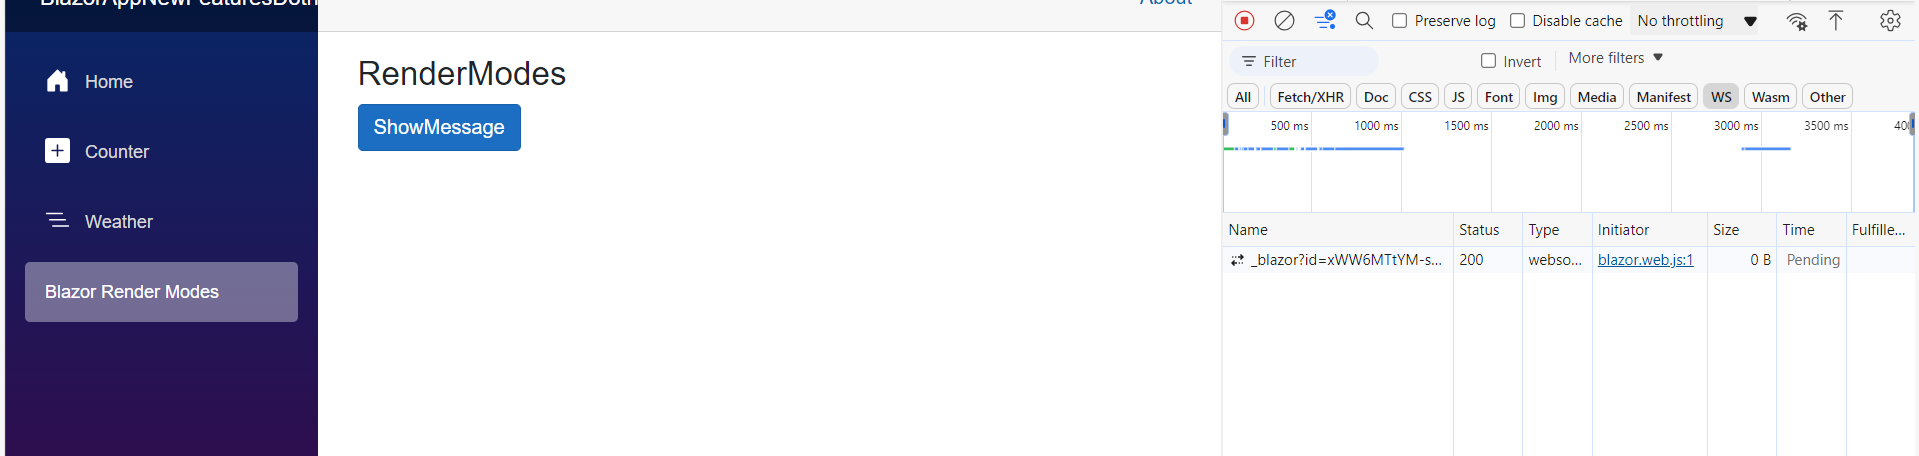 BlazorAppNewFeaturesDotn
About
Home
Counter
Weather
Blazor Render Modes
RenderModes
ShowMessage
Preserve log Disable cache No throttling
Filter Invert More filters
All Fetch/XHR Doc CSS JS Font Img Media Manifest WS Wasm Other
500 ms 1000 ms 1500 ms 2000 ms 2500 ms 3000 ms 3500 ms 400
Name Status Type Initiator Size Time Fulfille...
_blazor?id=xWW6MTtYM-s... 200 webso... blazor.web.js:1 0 B Pending